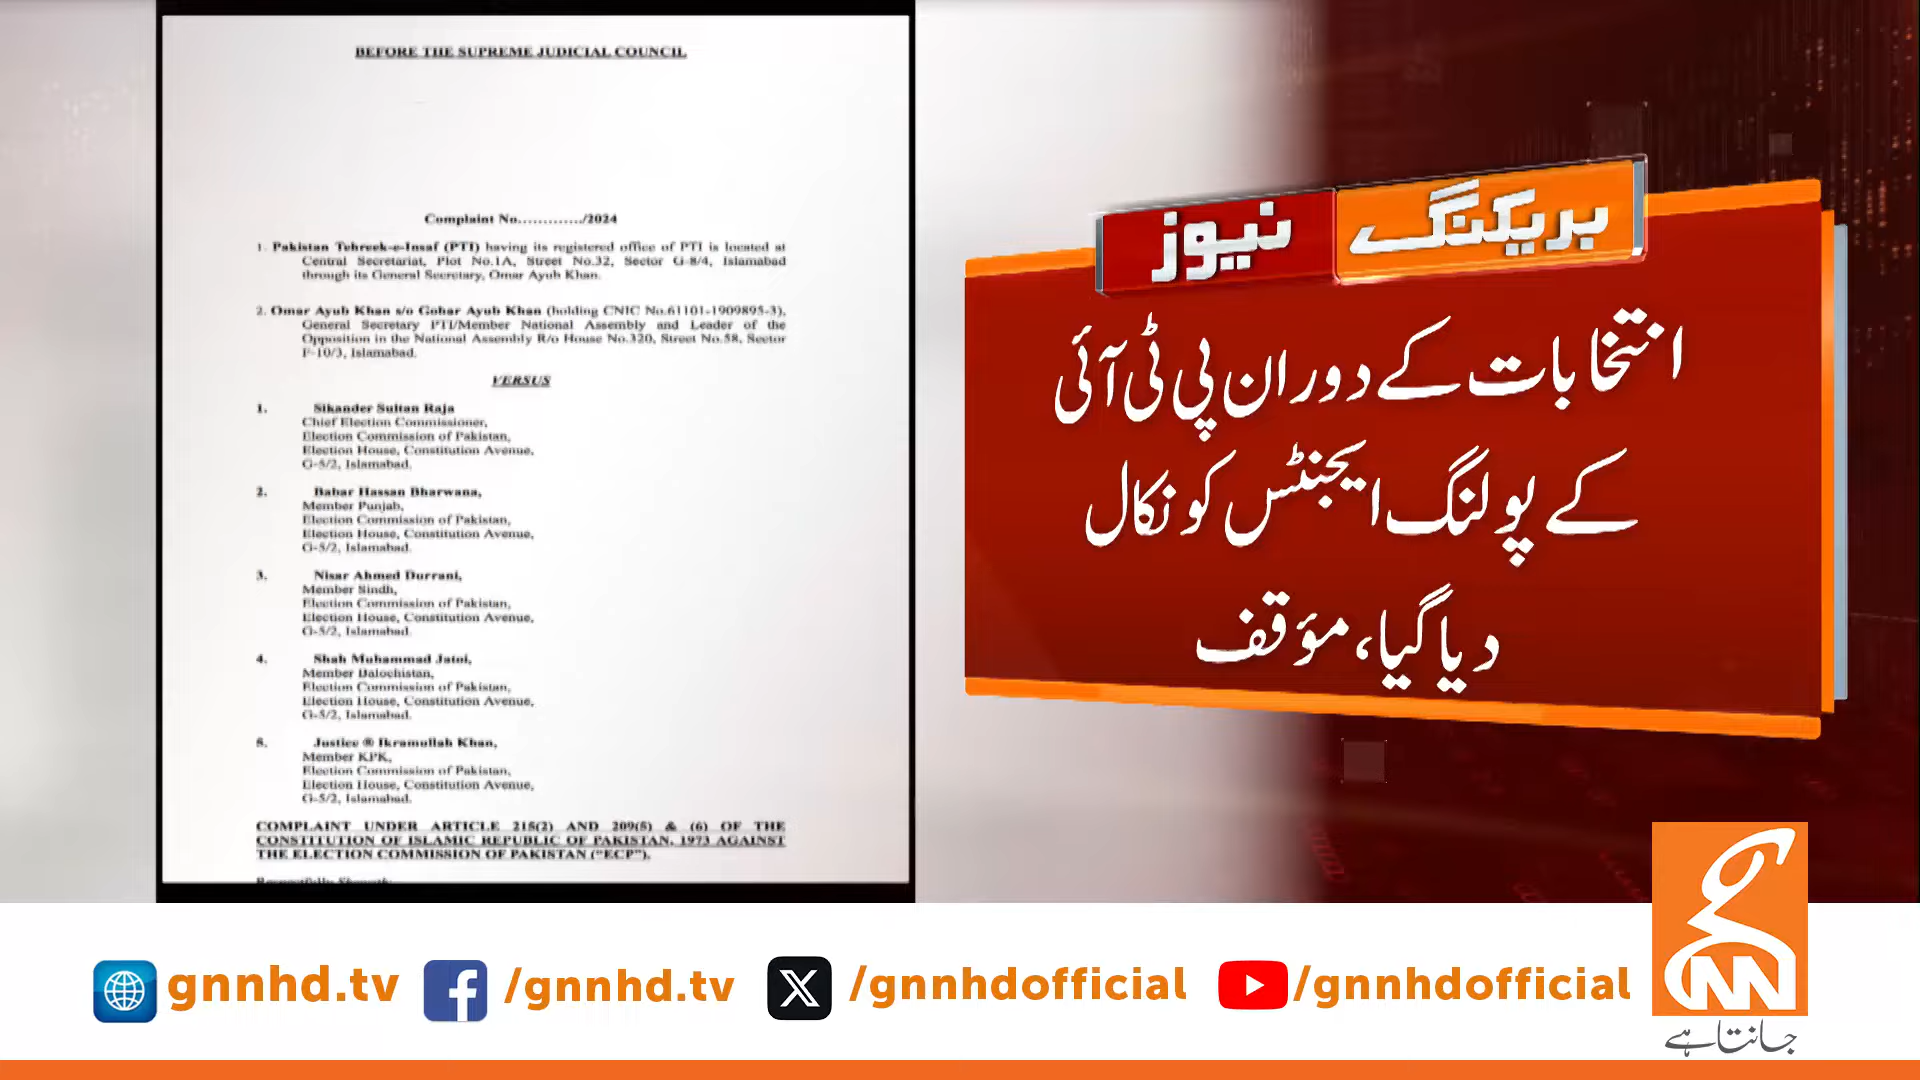 BEFORE THE SUPREME JUDICIAL COUNCIL
Complaint No............/2024
1. Pakistan Tehreek-e-Insaf (PTI) having its registered office of PTI is located at
Central Secretariat, Plot No.1A, Street No.32, Sector G-8/4, Islamabad
through its General Secretary, Omar Ayub Khan.
2. Omar Ayub Khan s/o Gohar Ayub Khan (holding CNIC No.61101-1909895-3),
General Secretary PTI/Member National Assembly and Leader of the
Opposition in the National Assembly R/o House No.320, Street No.58, Sector
F-10/3, Islamabad.
VERSUS
1. Sikander Sultan Raja
Chief Election Commissioner,
Election Commission of Pakistan,
Election House, Constitution Avenue,
G-5/2, Islamabad.
2. Babar Hassan Bharwana,
Member Punjab,
Election Commission of Pakistan,
Election House, Constitution Avenue,
G-5/2, Islamabad.
3. Nisar Ahmed Durrani,
Member Sindh,
Election Commission of Pakistan,
Election House, Constitution Avenue,
G-5/2, Islamabad.
4. Shah Muhammad Jatoi,
Member Balochistan,
Election Commission of Pakistan,
Election House, Constitution Avenue,
G-5/2, Islamabad.
5. Justice ® Ikramullah Khan,
Member KPK,
Election Commission of Pakistan,
Election House, Constitution Avenue,
G-5/2, Islamabad.
COMPLAINT UNDER ARTICLE 215(2) AND 209(5) & (6) OF THE
CONSTITUTION OF ISLAMIC REPUBLIC OF PAKISTAN, 1973 AGAINST
THE ELECTION COMMISSION OF PAKISTAN ("ECP").
بریکنگ نیوز
انتخابات کے دوران پی ٹی آئی
کے پولنگ ایجنٹس کو نکال
دیا گیا، مؤقف
gnnhd.tv /gnnhd.tv /gnnhdofficial /gnnhdofficial
GNN
جانتا ہے